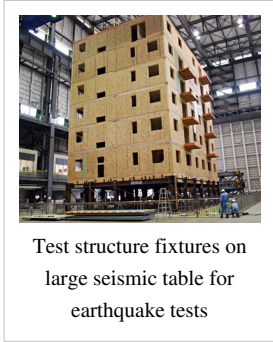 Test structure fixtures on
large seismic table for
earthquake tests